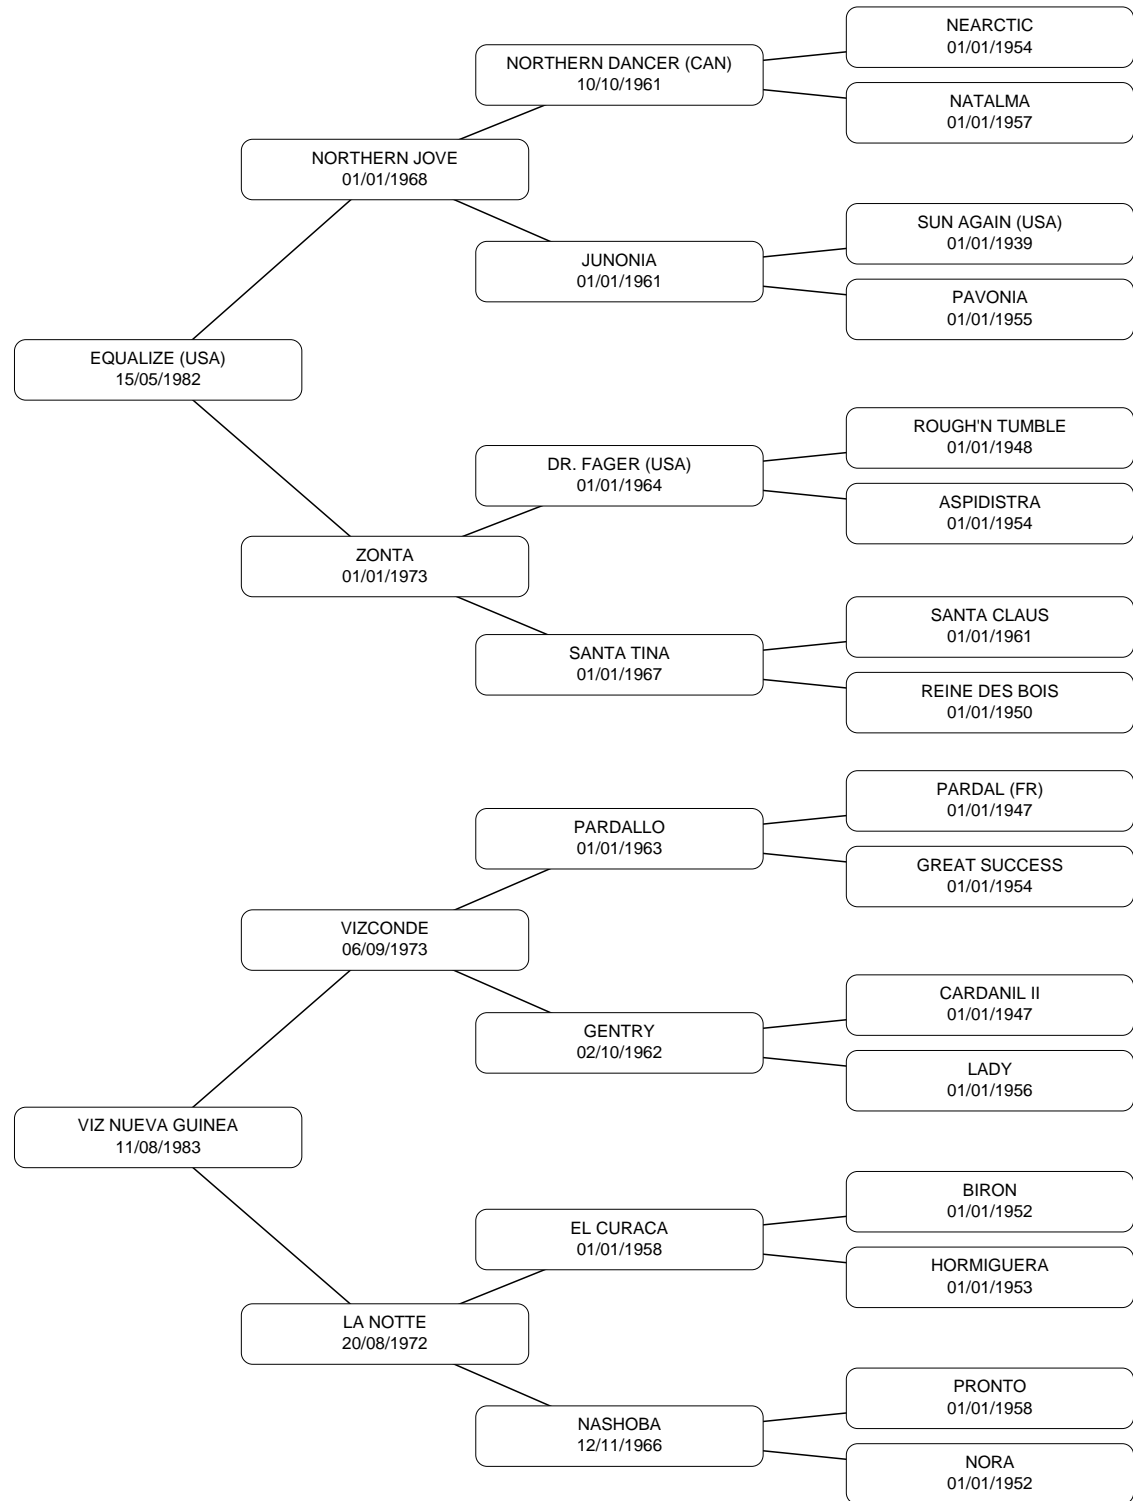 NEARCTIC
01/01/1954
NORTHERN DANCER (CAN)
10/10/1961
NATALMA
01/01/1957
NORTHERN JOVE
01/01/1968
SUN AGAIN (USA)
01/01/1939
JUNONIA
01/01/1961
PAVONIA
01/01/1955
EQUALIZE (USA)
15/05/1982
ROUGH'N TUMBLE
01/01/1948
DR. FAGER (USA)
01/01/1964
ASPIDISTRA
01/01/1954
ZONTA
01/01/1973
SANTA CLAUS
01/01/1961
SANTA TINA
01/01/1967
REINE DES BOIS
01/01/1950
PARDAL (FR)
01/01/1947
PARDALLO
01/01/1963
GREAT SUCCESS
01/01/1954
VIZCONDE
06/09/1973
CARDANIL II
01/01/1947
GENTRY
02/10/1962
LADY
01/01/1956
VIZ NUEVA GUINEA
11/08/1983
BIRON
01/01/1952
EL CURACA
01/01/1958
HORMIGUERA
01/01/1953
LA NOTTE
20/08/1972
PRONTO
01/01/1958
NASHOBA
12/11/1966
NORA
01/01/1952